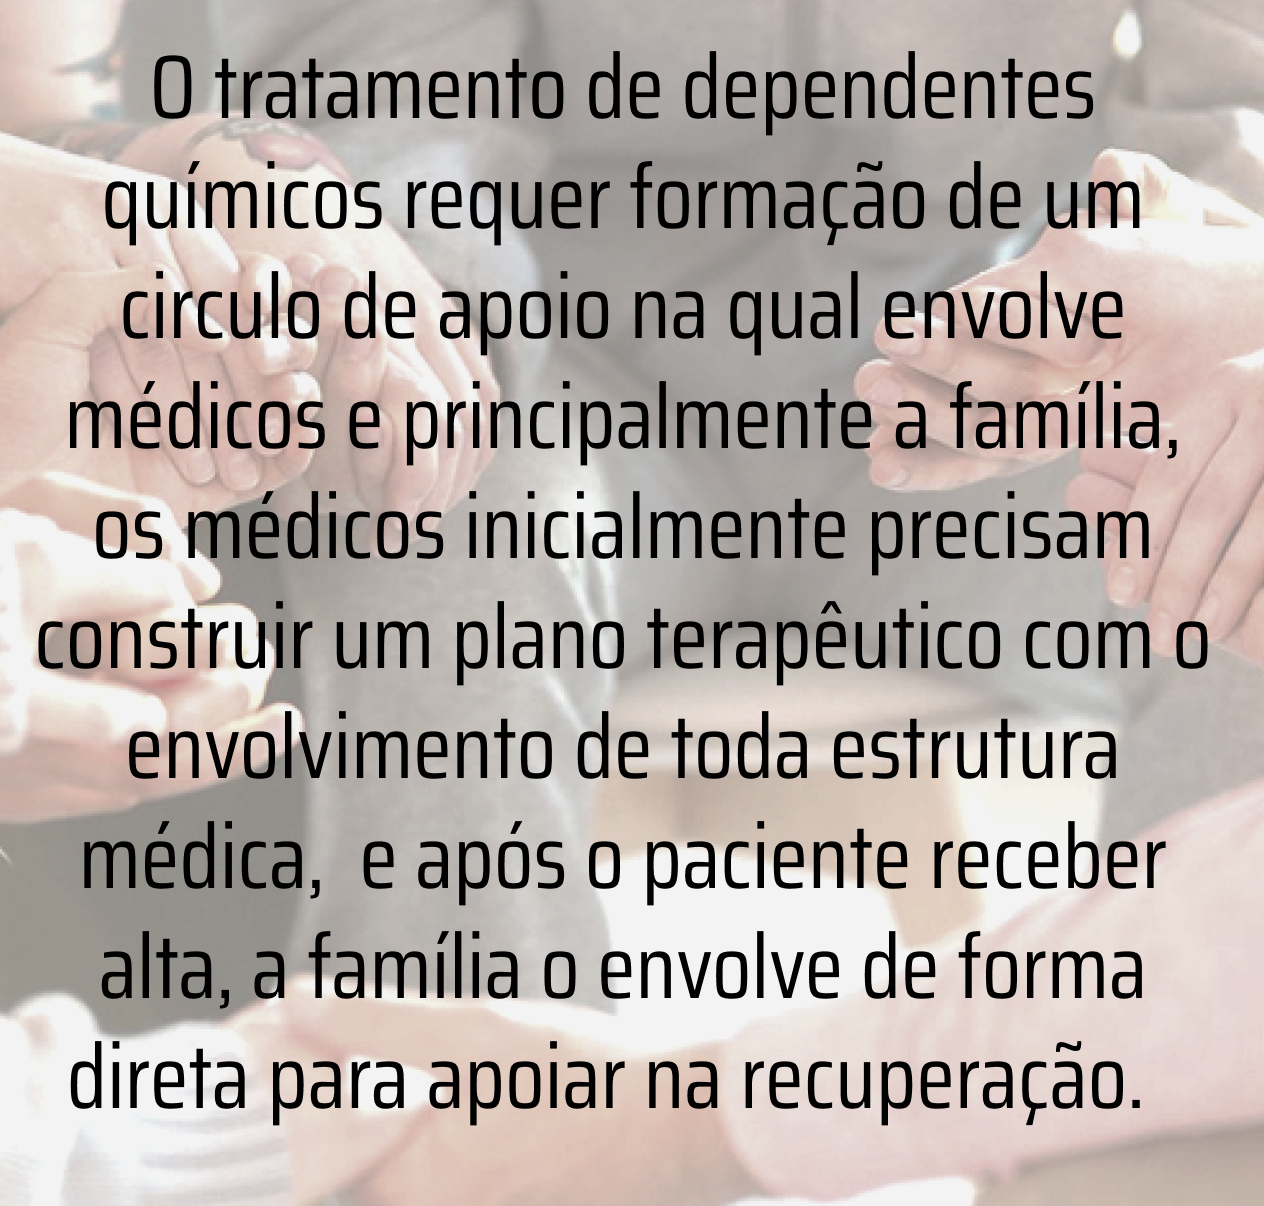 O tratamento de dependentes
químicos requer formação de um
circulo de apoio na qual envolve
médicos e principalmente a família,
os médicos inicialmente precisam
construir um plano terapêutico com o
envolvimento de toda estrutura
médica,  e após o paciente receber
alta, a família o envolve de forma
direta para apoiar na recuperação.